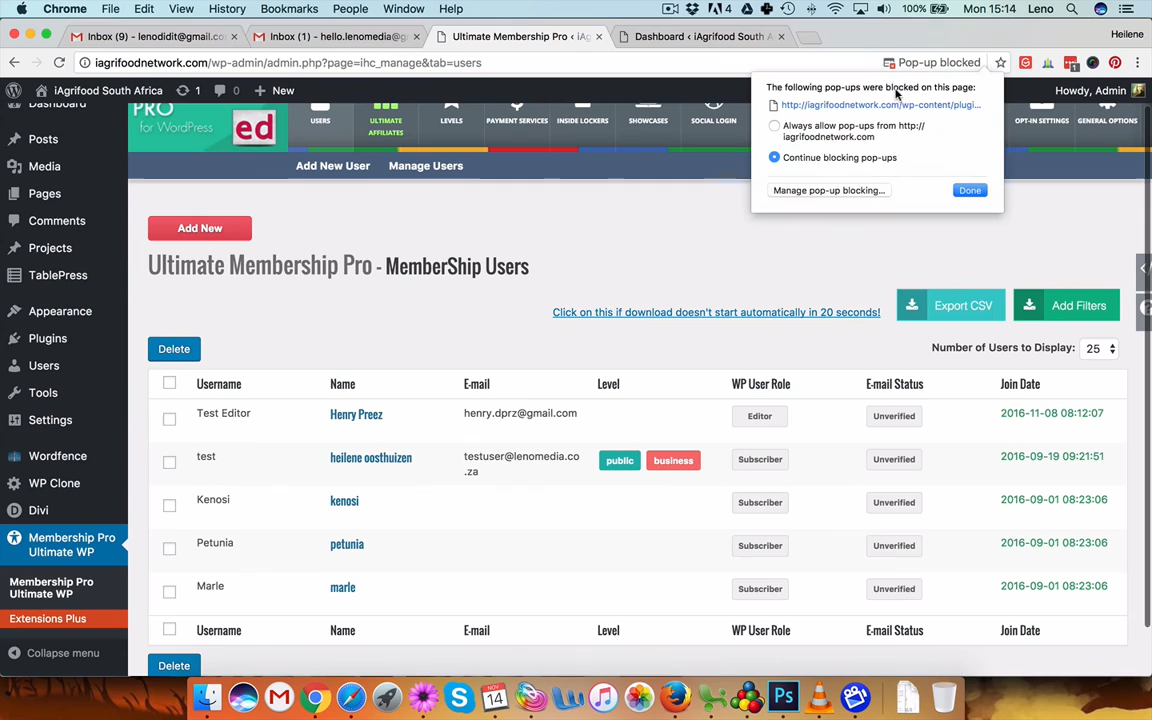 Chrome File Edit View History Bookmarks People Window Help 4 100% Mon 15:14 Leno
Inbox (9) - lenodidit@gmail.co Inbox (1) - hello.lenomedia@g Ultimate Membership Pro ‹ iAg Dashboard ‹ iAgrifood South A Heilene
iagrifoodnetwork.com/wp-admin/admin.php?page=ihc_manage&tab=users Pop-up blocked
iAgrifood South Africa 1 0 New Howdy, Admin
The following pop-ups were blocked on this page:
http://iagrifoodnetwork.com/wp-content/plugi...
Always allow pop-ups from http://
iagrifoodnetwork.com
Continue blocking pop-ups
Manage pop-up blocking... Done
Dashboard
Posts
Media
Pages
Comments
Projects
TablePress
Appearance
Plugins
Users
Tools
Settings
Wordfence
WP Clone
Divi
Membership Pro
Ultimate WP
Membership Pro
Ultimate WP
Extensions Plus
Collapse menu
PRO
for WordPress
ed
USERS
ULTIMATE
AFFILIATES
LEVELS
PAYMENT SERVICES
INSIDE LOCKERS
SHOWCASES
SOCIAL LOGIN
OPT-IN SETTINGS
GENERAL OPTIONS
Add New User Manage Users
Add New
Ultimate Membership Pro - MemberShip Users
Click on this if download doesn't start automatically in 20 seconds! Export CSV Add Filters
Delete Number of Users to Display: 25
Username Name E-mail Level WP User Role E-mail Status Join Date
Test Editor Henry Preez henry.dprz@gmail.com Editor Unverified 2016-11-08 08:12:07
test heilene oosthuizen testuser@lenomedia.co
.za public business Subscriber Unverified 2016-09-19 09:21:51
Kenosi kenosi Subscriber Unverified 2016-09-01 08:23:06
Petunia petunia Subscriber Unverified 2016-09-01 08:23:06
Marle marle Subscriber Unverified 2016-09-01 08:23:06
Username Name E-mail Level WP User Role E-mail Status Join Date
Delete
NOV
14
Ps